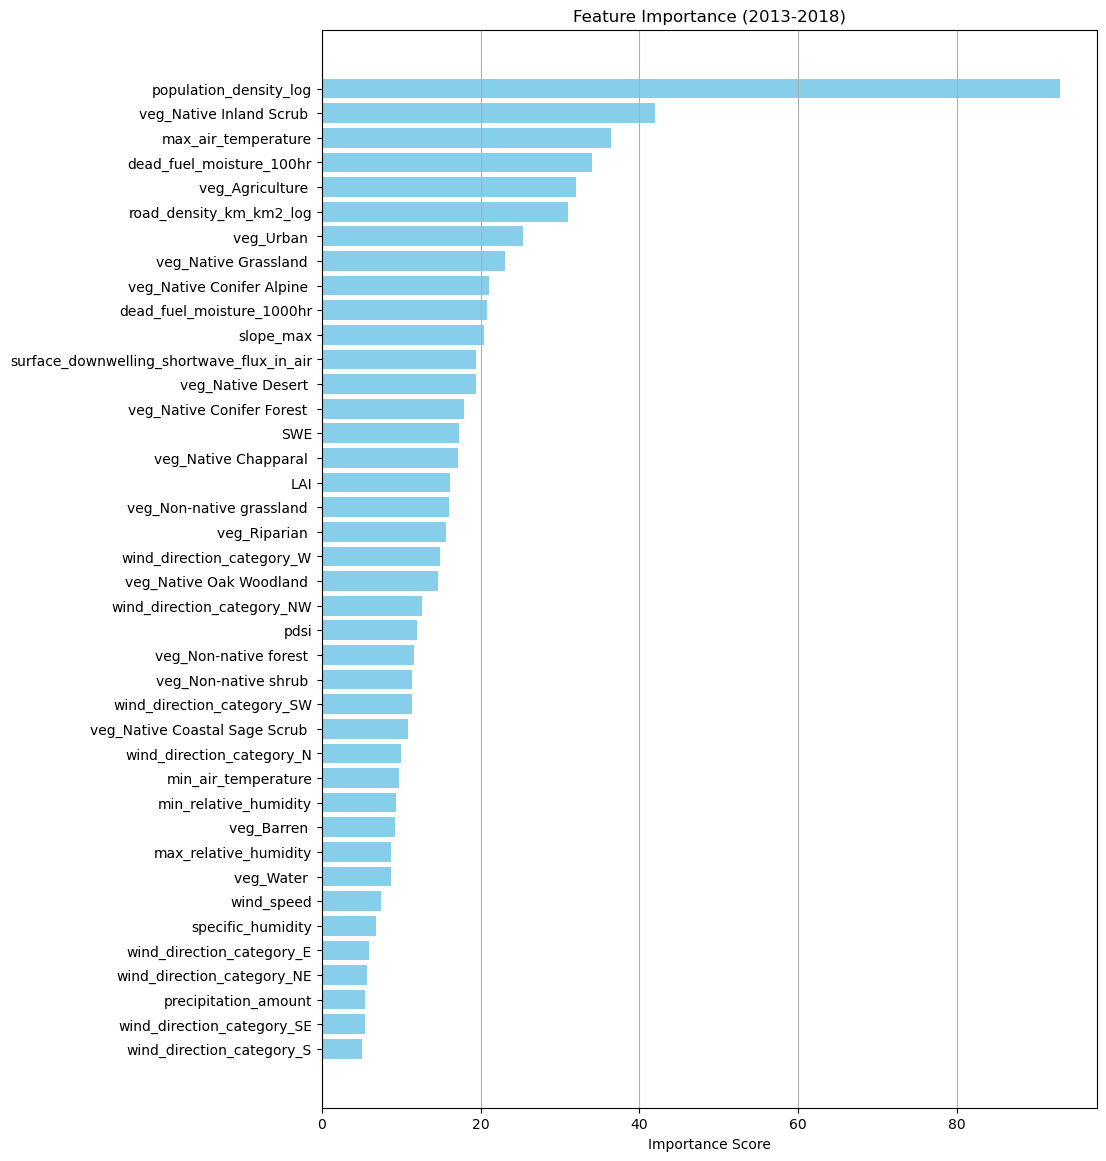 Feature Importance (2013-2018)
population_density_log
veg_Native Inland Scrub
max_air_temperature
dead_fuel_moisture_100hr
veg_Agriculture
road_density_km_km2_log
veg_Urban
veg_Native Grassland
veg_Native Conifer Alpine
dead_fuel_moisture_1000hr
slope_max
surface_downwelling_shortwave_flux_in_air
veg_Native Desert
veg_Native Conifer Forest
SWE
veg_Native Chapparal
LAI
veg_Non-native grassland
veg_Riparian
wind_direction_category_W
veg_Native Oak Woodland
wind_direction_category_NW
pdsi
veg_Non-native forest
veg_Non-native shrub
wind_direction_category_SW
veg_Native Coastal Sage Scrub
wind_direction_category_N
min_air_temperature
min_relative_humidity
veg_Barren
max_relative_humidity
veg_Water
wind_speed
specific_humidity
wind_direction_category_E
wind_direction_category_NE
precipitation_amount
wind_direction_category_SE
wind_direction_category_S
0 20 40 60 80
Importance Score